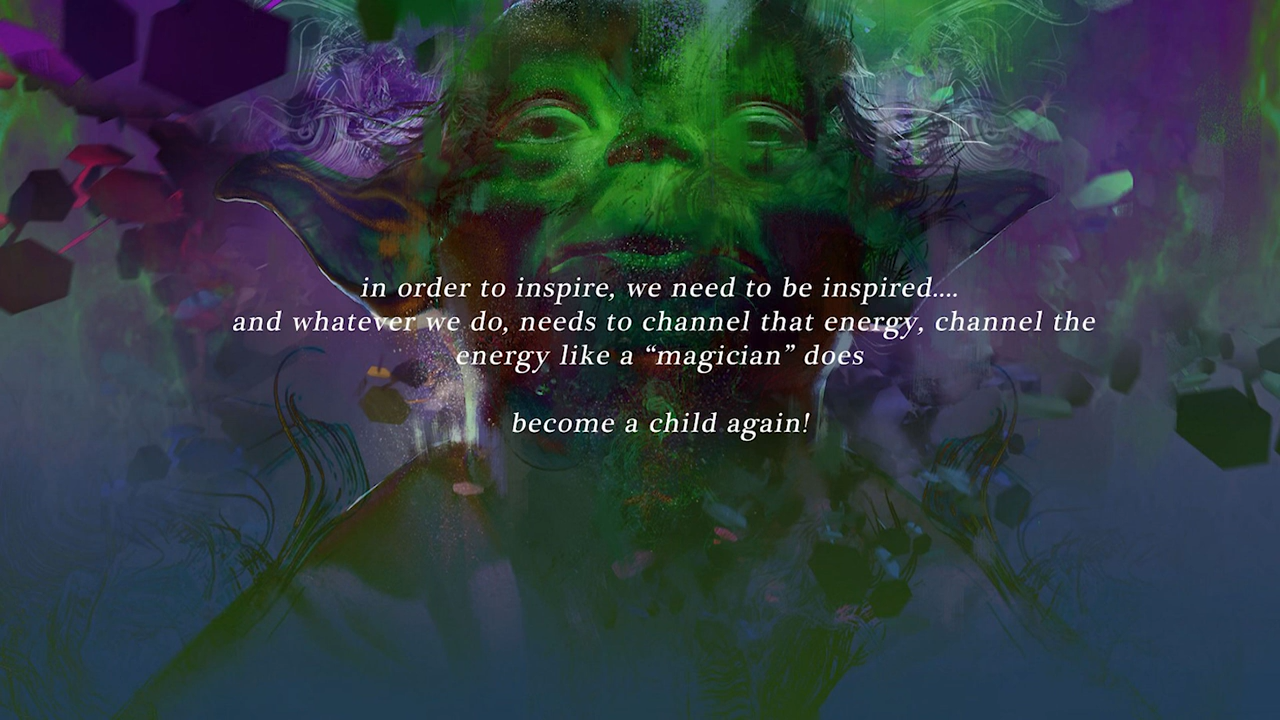 in order to inspire, we need to be inspired....
and whatever we do, needs to channel that energy, channel the
energy like a “magician” does
become a child again!